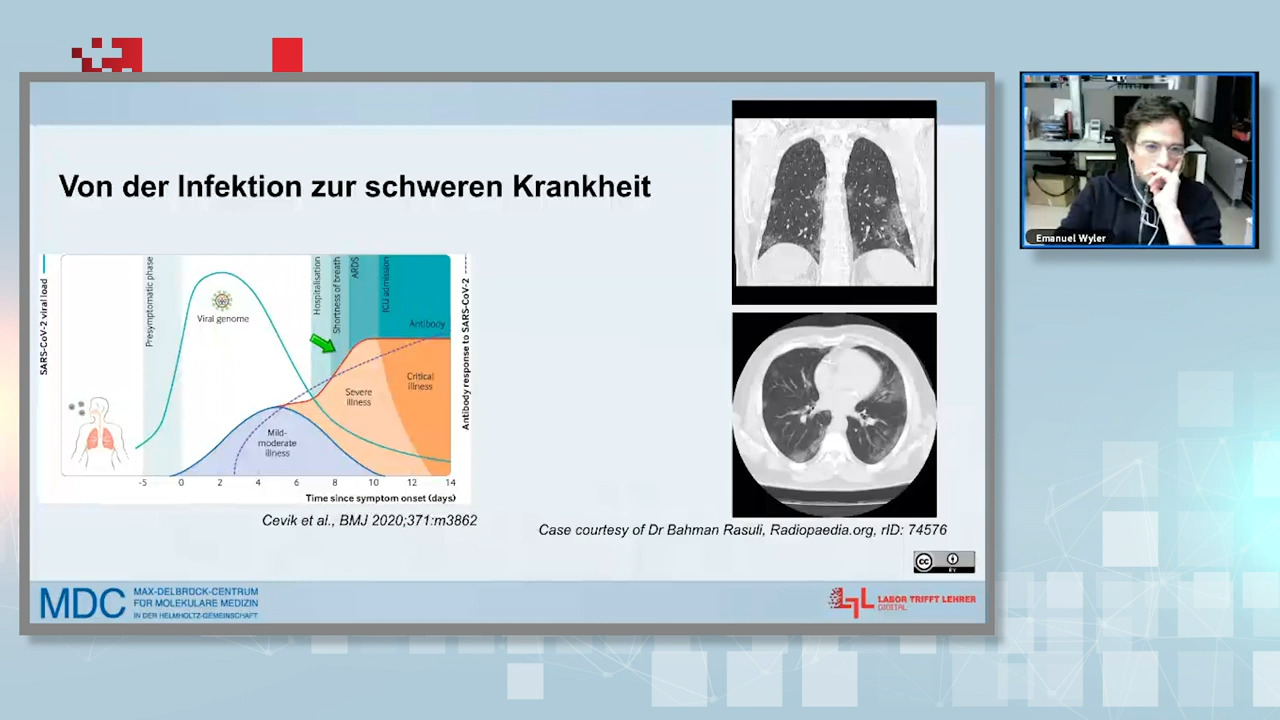 Von der Infektion zur schweren Krankheit
SARS-CoV-2 viral load
Presymptomatic phase
Viral genome
Hospitalisation
Shortness of breath
ARDS
ICU admission
Antibody
Antibody response to SARS-CoV-2
Mild-
moderate
illness
Severe
illness
Critical
illness
-5 0 2 4 6 8 10 12 14
Time since symptom onset (days)
Cevik et al., BMJ 2020;371:m3862
Case courtesy of Dr Bahman Rasuli, Radiopaedia.org, rID: 74576
cc
BY
MDC
MAX-DELBRÜCK-CENTRUM
FÜR MOLEKULARE MEDIZIN
IN DER HELMHOLTZ-GEMEINSCHAFT
LABOR TRIFFT LEHRER
DIGITAL
Emanuel Wyler